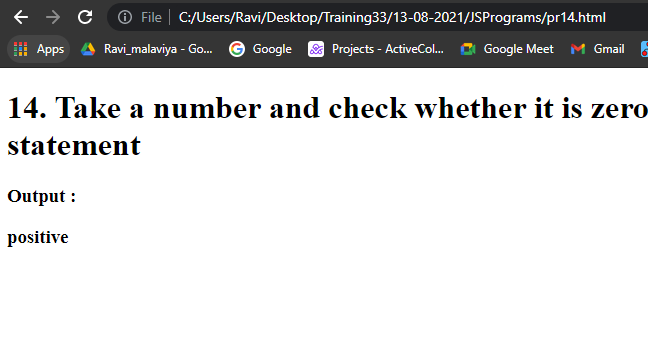 File C:/Users/Ravi/Desktop/Training33/13-08-2021/JSPrograms/pr14.html
Apps Ravi_malaviya - Go... Google Projects - ActiveCol... Google Meet Gmail
14. Take a number and check whether it is zero
statement
Output :
positive